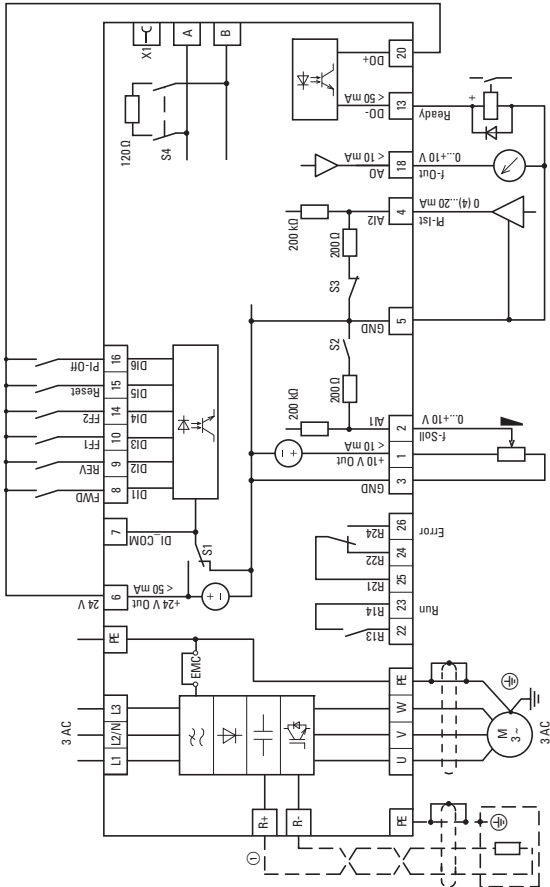 X1
A
B
120 Ω
S4
20
DO+
13
DO-
< 50 mA
Ready
+
18
AO
< 10 mA
f-Out
0...+10 V
4
AI2
PI-Ist
0 (4)...20 mA
200 kΩ
200 Ω
S3
5
GND
S2
200 Ω
200 kΩ
2
AI1
f-Soll
0...+10 V
1
+10 V Out
< 10 mA
3
GND
16
DI6
PI-Off
15
DI5
Reset
14
DI4
FF2
10
DI3
FF1
9
DI2
REV
8
DI1
FWD
7
DI_COM
S1
6
24 V
+24 V Out
< 50 mA
+ -
- +
26
R24
24
R22
25
R21
Error
23
R14
22
R13
Run
PE
EMC
3 AC
L3
L2/N
L1
PE
W
V
U
M
3 ~
3 AC
R+
R-
PE
1